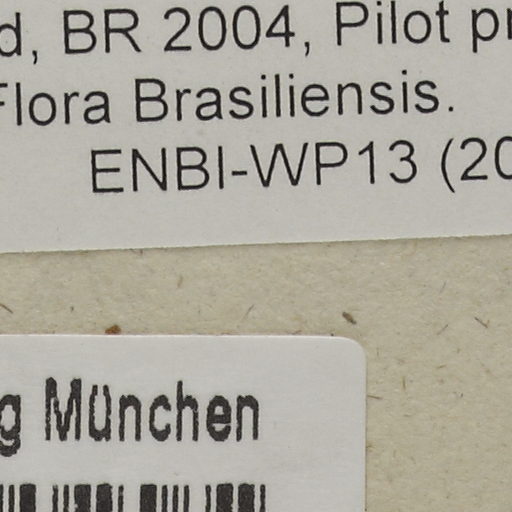 d, BR 2004, Pilot pr
Flora Brasiliensis.
ENBI-WP13 (20
g München